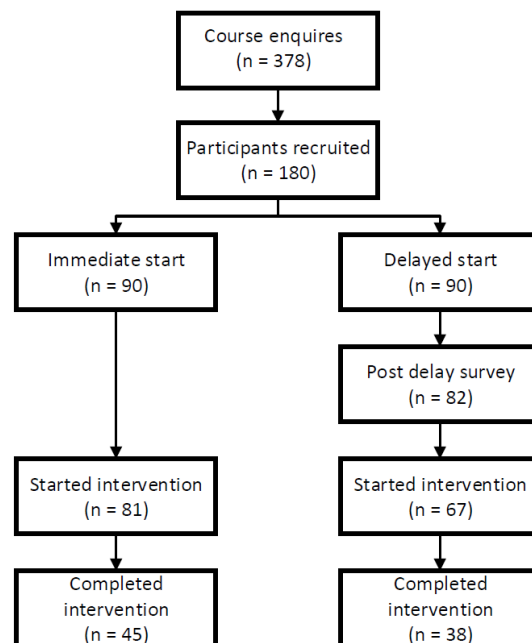 Course enquires
(n = 378)
Participants recruited
(n = 180)
Immediate start
(n = 90)
Delayed start
(n = 90)
Post delay survey
(n = 82)
Started intervention
(n = 81)
Started intervention
(n = 67)
Completed
intervention
(n = 45)
Completed
intervention
(n = 38)